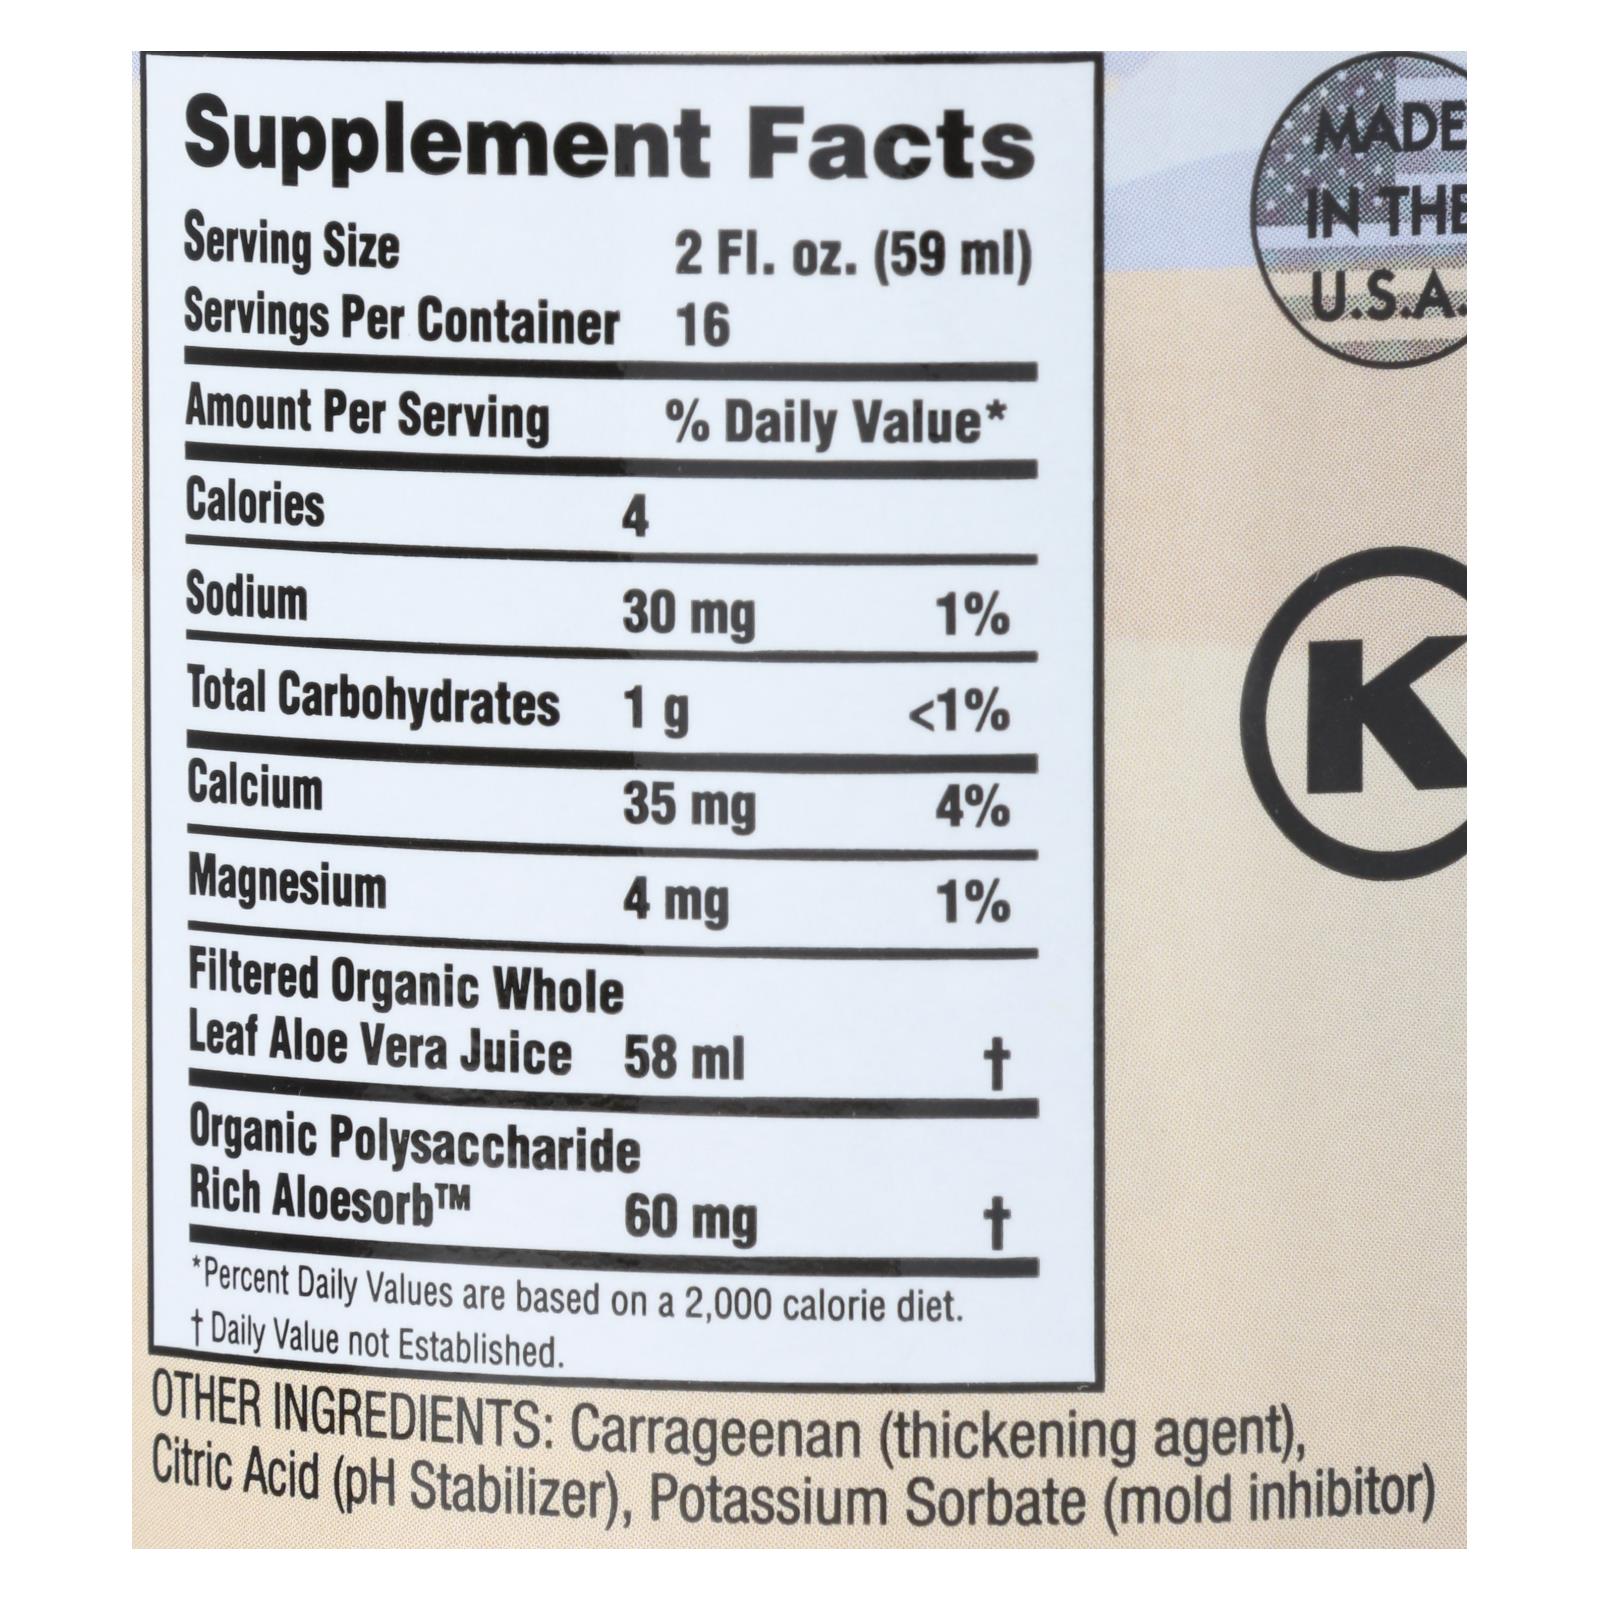 Supplement Facts
Serving Size 2 Fl. oz. (59 ml)
Servings Per Container 16
Amount Per Serving % Daily Value*
Calories 4
Sodium 30 mg 1%
Total Carbohydrates 1 g <1%
Calcium 35 mg 4%
Magnesium 4 mg 1%
Filtered Organic Whole
Leaf Aloe Vera Juice 58 ml †
Organic Polysaccharide
Rich Aloesorb™ 60 mg †
*Percent Daily Values are based on a 2,000 calorie diet.
† Daily Value not Established.
OTHER INGREDIENTS: Carrageenan (thickening agent),
Citric Acid (pH Stabilizer), Potassium Sorbate (mold inhibitor)
MADE
IN THE
U.S.A.
K